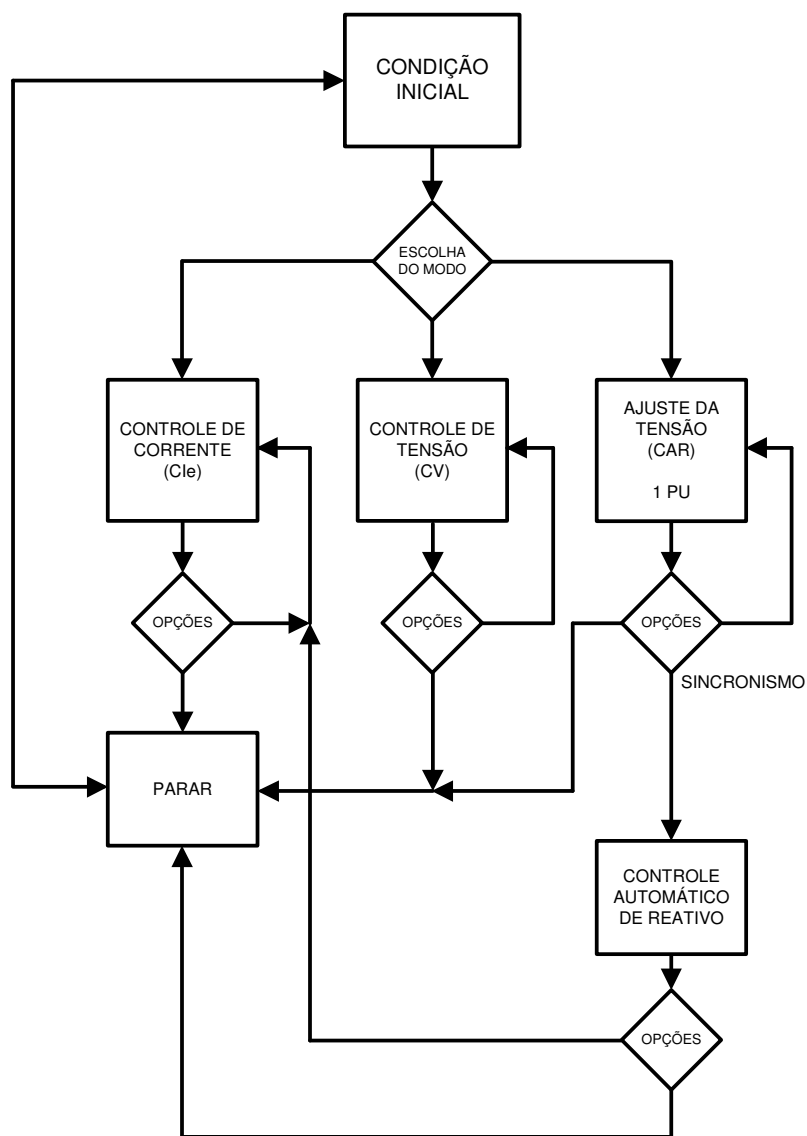 CONDIÇÃO
INICIAL
ESCOLHA
DO MODO
CONTROLE DE
CORRENTE
(CIe)
CONTROLE DE
TENSÃO
(CV)
AJUSTE DA
TENSÃO
(CAR)
1 PU
OPÇÕES
OPÇÕES
OPÇÕES
SINCRONISMO
PARAR
CONTROLE
AUTOMÁTICO
DE REATIVO
OPÇÕES